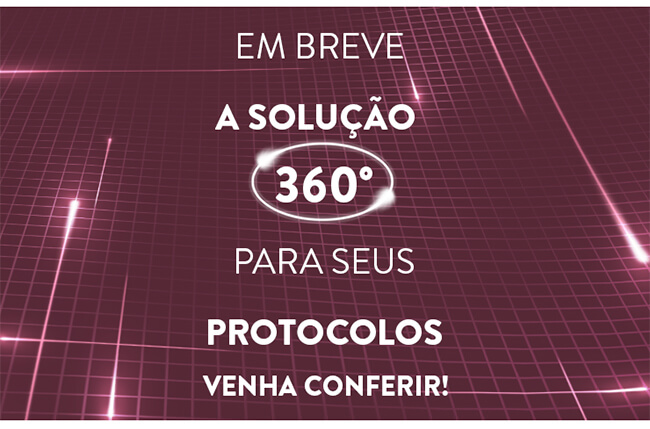 EM BREVE
A SOLUÇÃO
360°
PARA SEUS
PROTOCOLOS
VENHA CONFERIR!